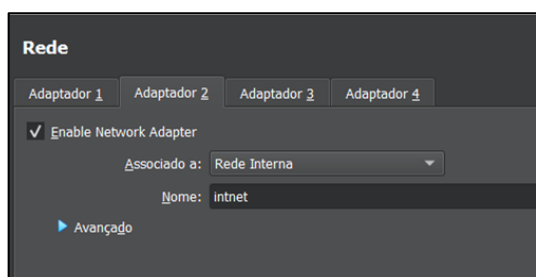 Rede
Adaptador 1 Adaptador 2 Adaptador 3 Adaptador 4
Enable Network Adapter
Associado a: Rede Interna
Nome: intnet
Avançado